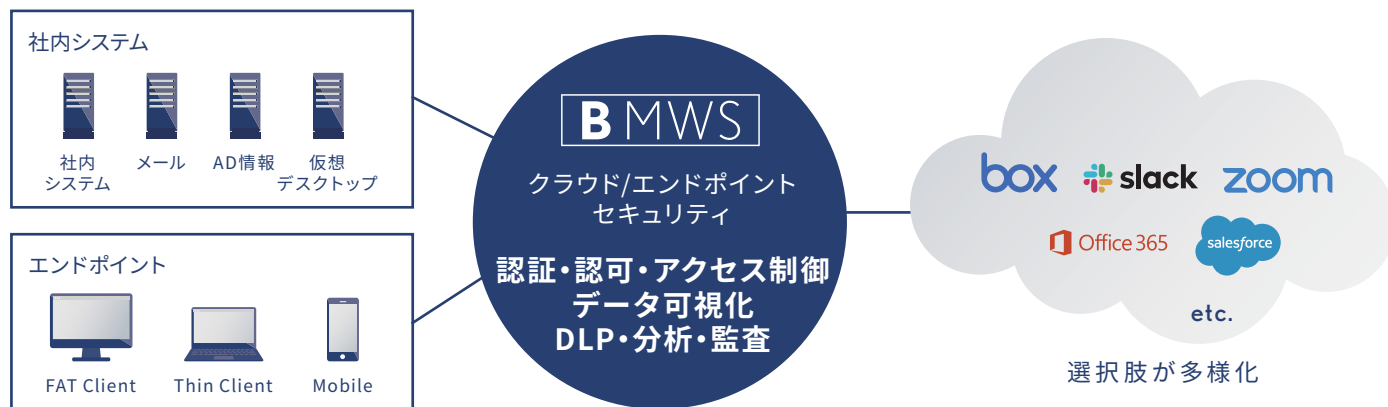 社内システム
社内
システム
メール
AD情報
仮想
デスクトップ
エンドポイント
FAT Client
Thin Client
Mobile
B MWS
クラウド/エンドポイント
セキュリティ
認証・認可・アクセス制御
データ可視化
DLP・分析・監査
box
slack
zoom
Office 365
salesforce
etc.
選択肢が多様化